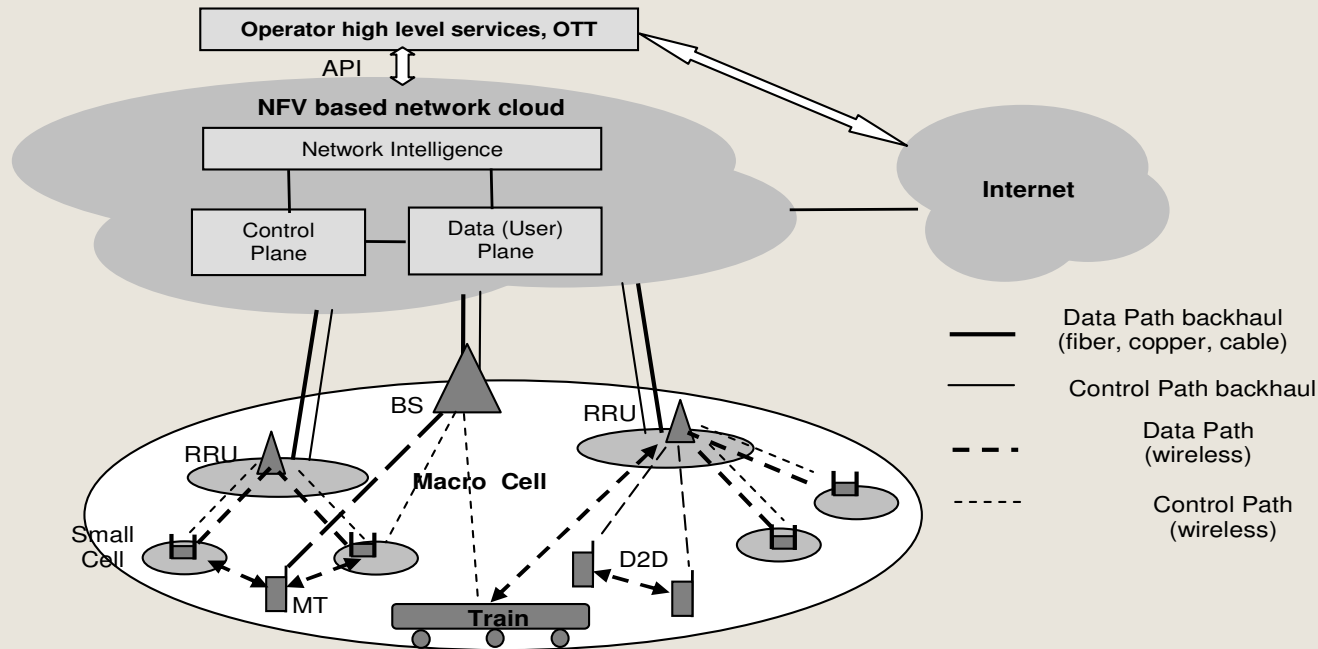 Operator high level services, OTT
API
NFV based network cloud
Network Intelligence
Control
Plane
Data (User)
Plane
Internet
Data Path backhaul
(fiber, copper, cable)
Control Path backhaul
Data Path
(wireless)
Control Path
(wireless)
BS
RRU
RRU
Macro Cell
Small
Cell
MT
D2D
Train